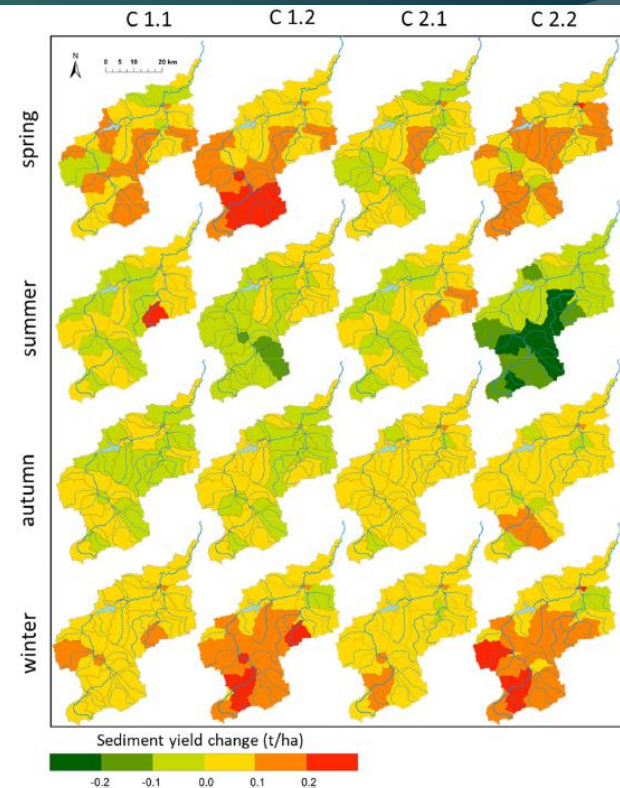 C 1.1 C 1.2 C 2.1 C 2.2
N
0 5 10 20 km
spring
summer
autumn
winter
Sediment yield change (t/ha)
-0.2 -0.1 0.0 0.1 0.2